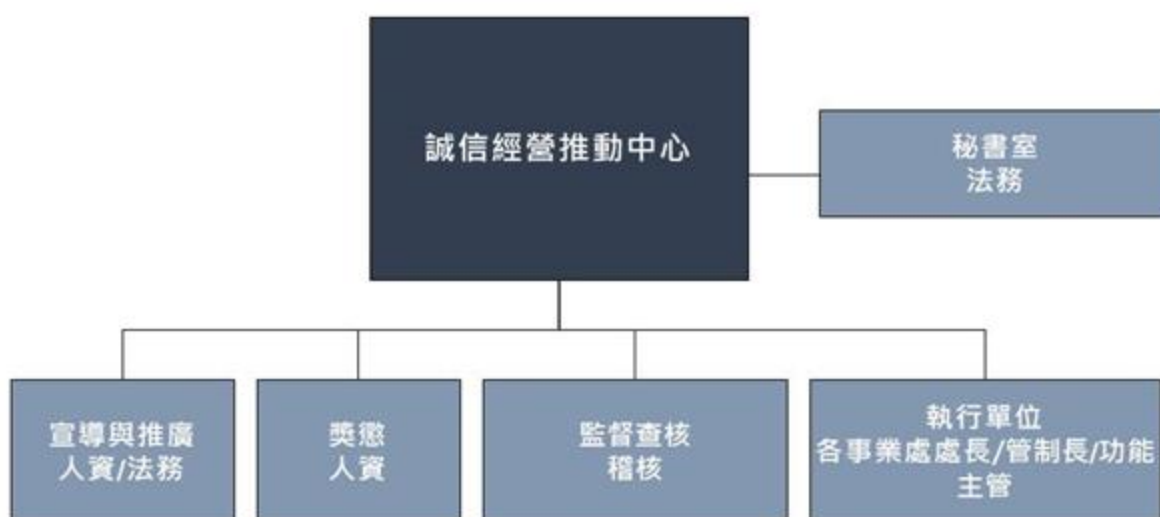 誠信經營推動中心
秘書室
法務
宣導與推廣
人資/法務
獎懲
人資
監督查核
稽核
執行單位
各事業處處長/管制長/功能
主管